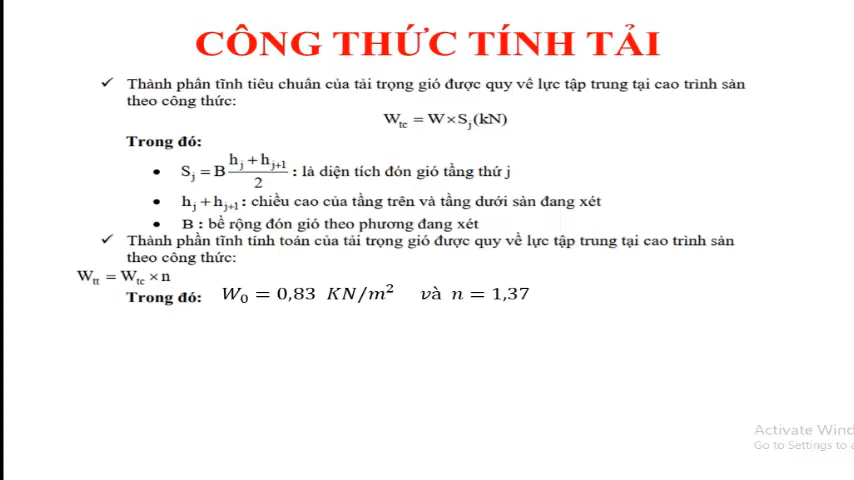 CÔNG THỨC TÍNH TẢI
✓ Thành phần tĩnh tiêu chuẩn của tải trọng gió được quy về lực tập trung tại cao trình sàn
theo công thức:
W_tc = W×S_j(kN)
Trong đó:
• S_j = B (h_j + h_{j+1})/2 : là diện tích đón gió tầng thứ j
• h_j + h_{j+1} : chiều cao của tầng trên và tầng dưới sàn đang xét
• B : bề rộng đón gió theo phương đang xét
✓ Thành phần tĩnh tính toán của tải trọng gió được quy về lực tập trung tại cao trình sàn
theo công thức:
W_tt = W_tc × n
Trong đó: W₀ = 0,83 KN/m² và n = 1,37
Activate Wind
Go to Settings to a